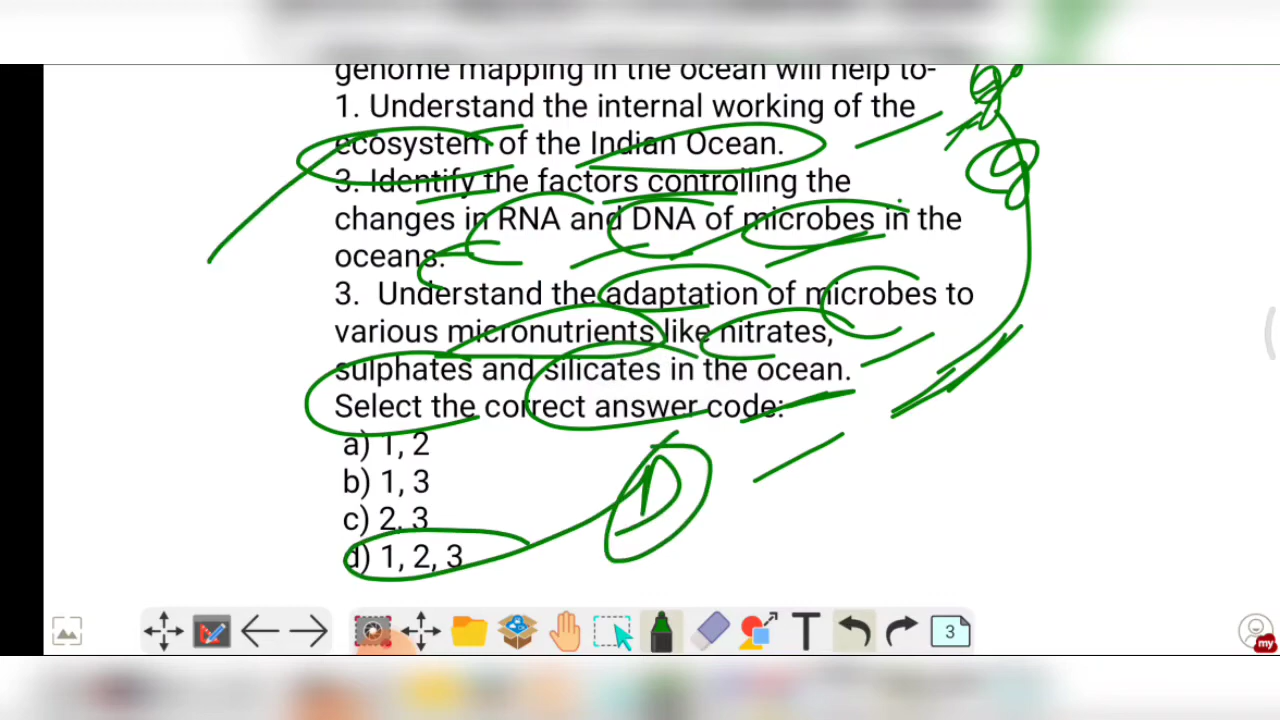 genome mapping in the ocean will help to-
1. Understand the internal working of the
ecosystem of the Indian Ocean.
3. Identify the factors controlling the
changes in RNA and DNA of microbes in the
oceans.
3. Understand the adaptation of microbes to
various micronutrients like nitrates,
sulphates and silicates in the ocean.
Select the correct answer code:
a) 1, 2
b) 1, 3
c) 2, 3
d) 1, 2, 3
D
T
3
my